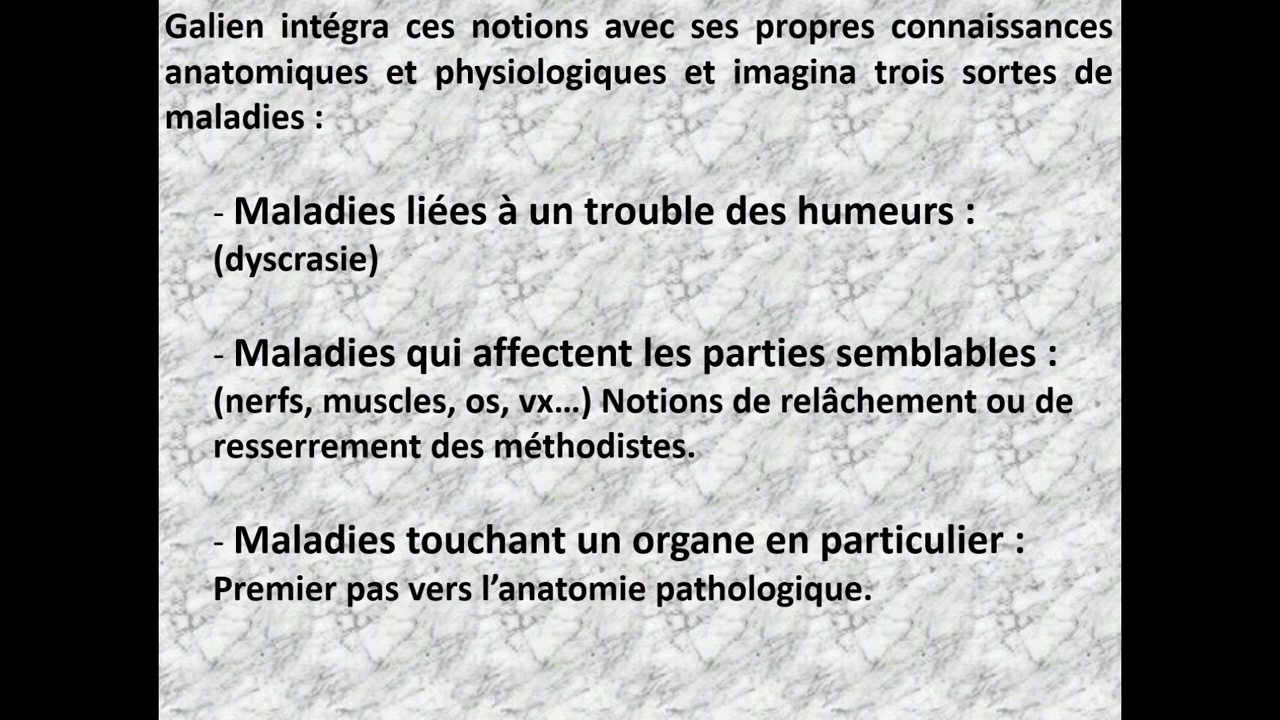 Galien intégra ces notions avec ses propres connaissances
anatomiques et physiologiques et imagina trois sortes de
maladies :
- Maladies liées à un trouble des humeurs :
(dyscrasie)
- Maladies qui affectent les parties semblables :
(nerfs, muscles, os, vx…) Notions de relâchement ou de
resserrement des méthodistes.
- Maladies touchant un organe en particulier :
Premier pas vers l’anatomie pathologique.